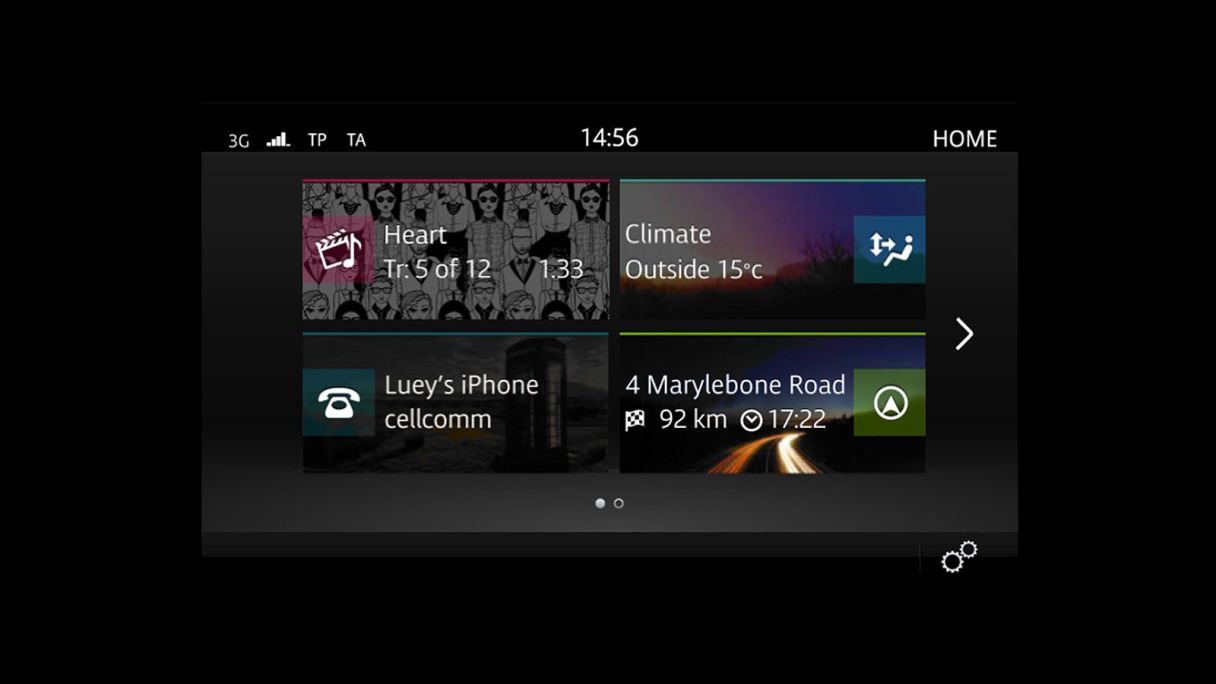 3G TP TA 14:56 HOME
Heart
Tr: 5 of 12 1.33
Climate
Outside 15°c
Luey's iPhone
cellcomm
4 Marylebone Road
92 km 17:22